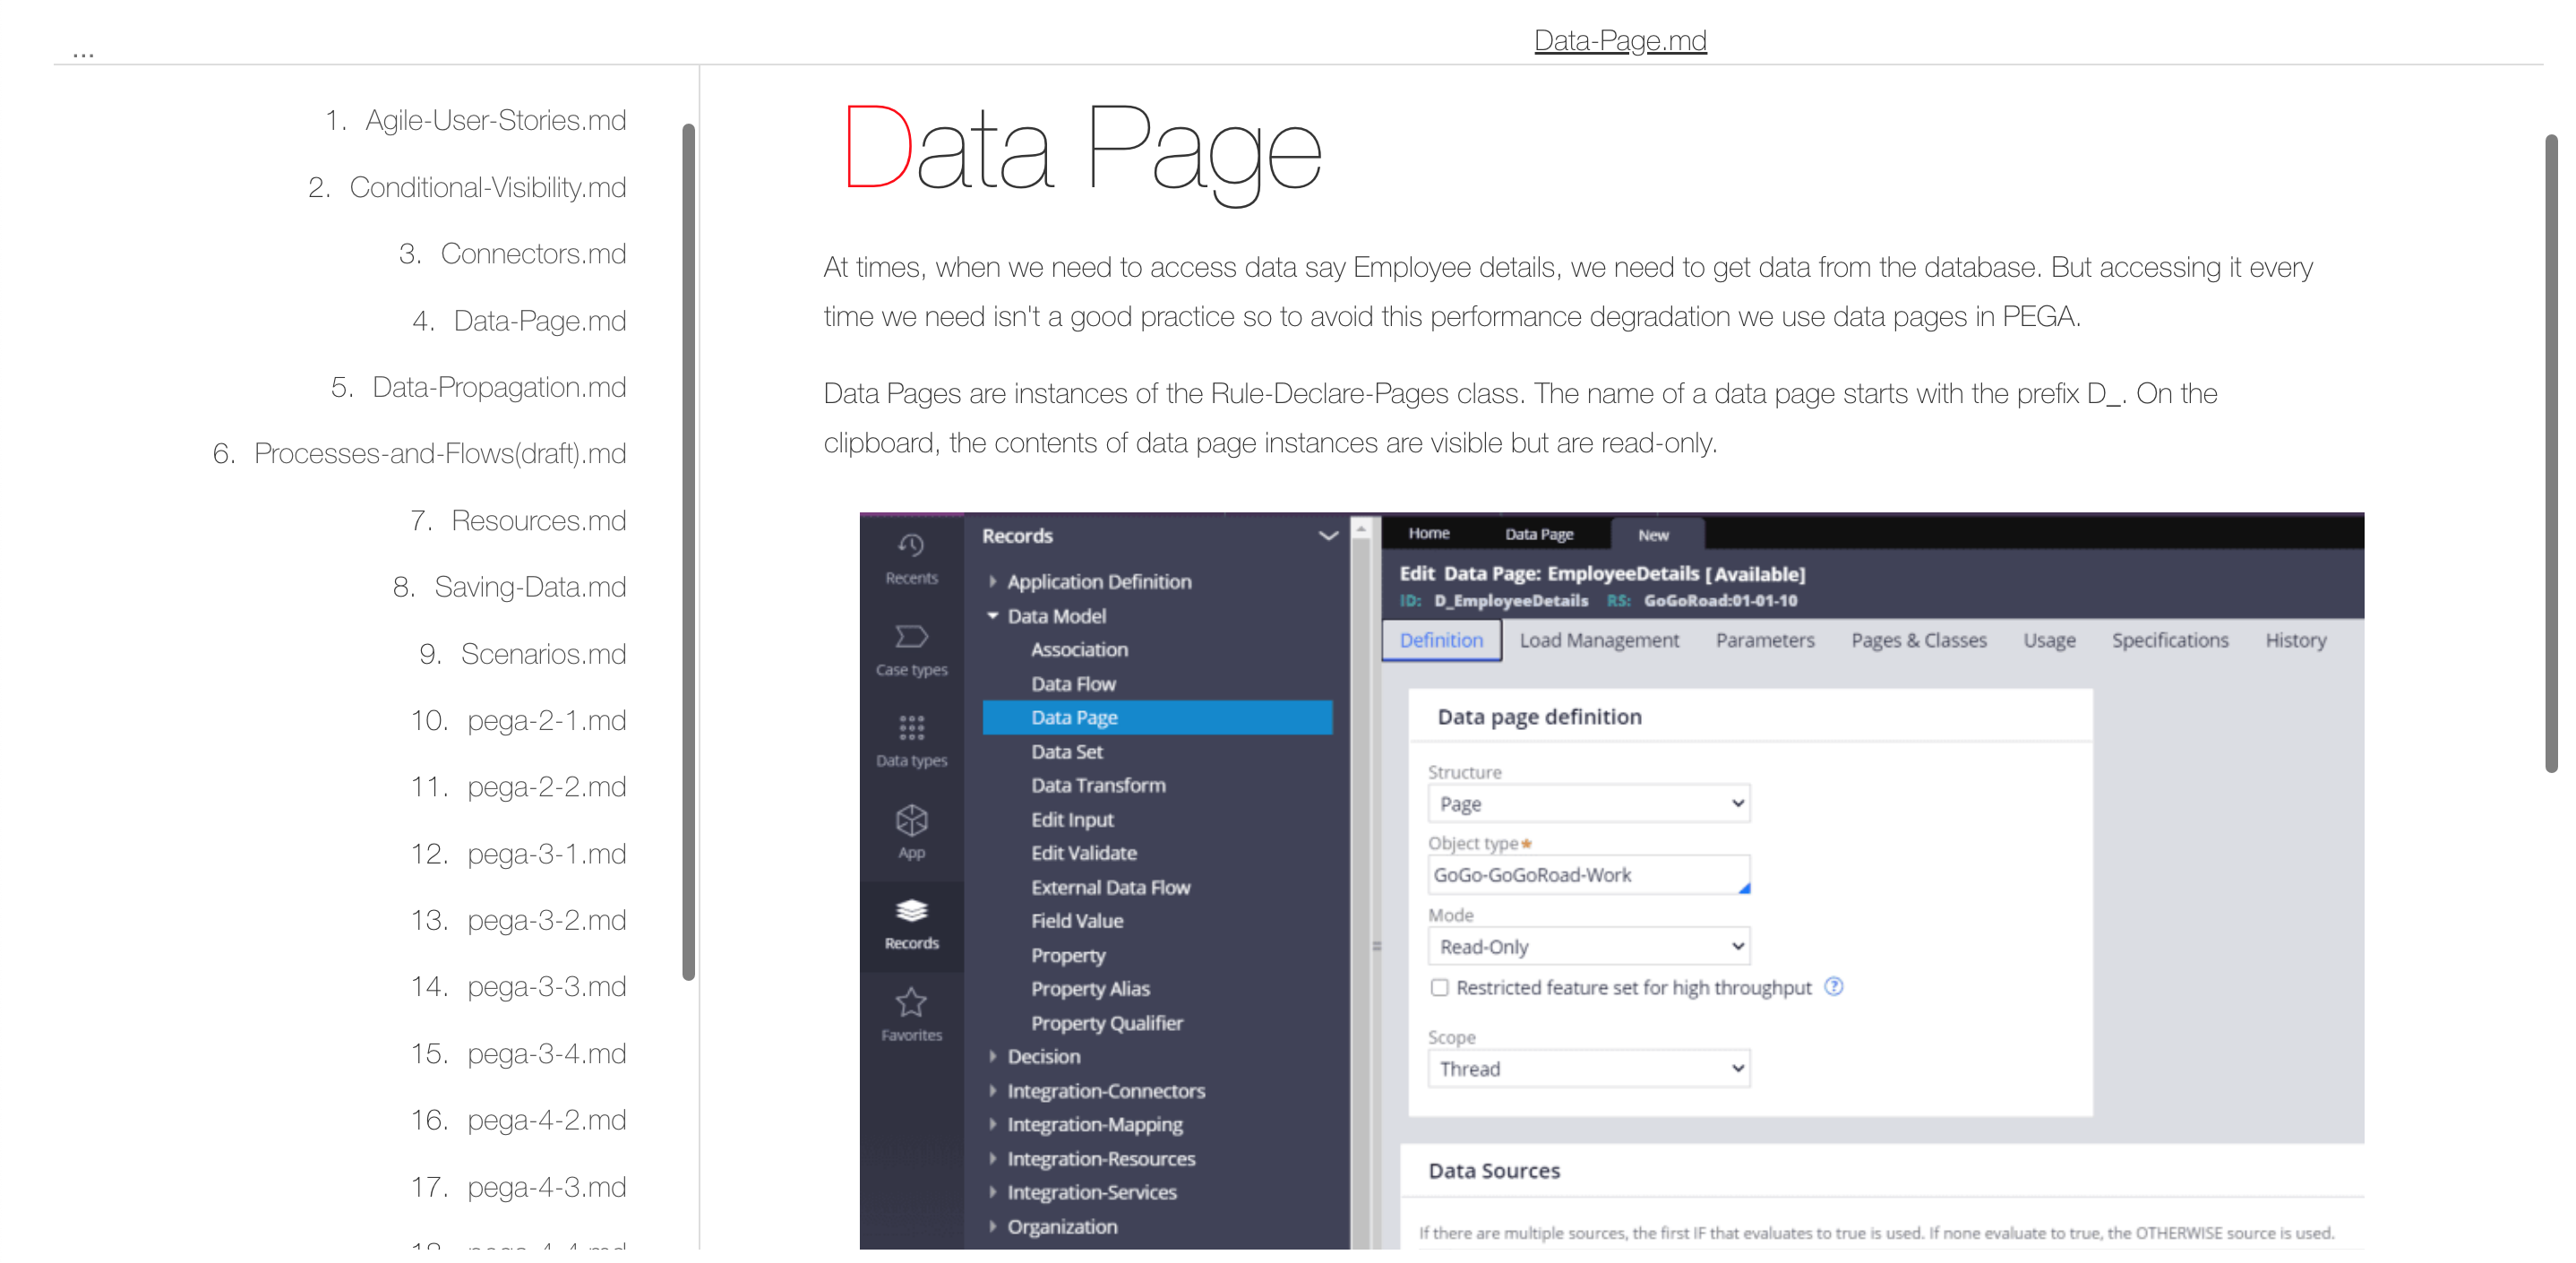 ...
Data-Page.md
1. Agile-User-Stories.md
2. Conditional-Visibility.md
3. Connectors.md
4. Data-Page.md
5. Data-Propagation.md
6. Processes-and-Flows(draft).md
7. Resources.md
8. Saving-Data.md
9. Scenarios.md
10. pega-2-1.md
11. pega-2-2.md
12. pega-3-1.md
13. pega-3-2.md
14. pega-3-3.md
15. pega-3-4.md
16. pega-4-2.md
17. pega-4-3.md
Data Page
At times, when we need to access data say Employee details, we need to get data from the database. But accessing it every
time we need isn't a good practice so to avoid this performance degradation we use data pages in PEGA.
Data Pages are instances of the Rule-Declare-Pages class. The name of a data page starts with the prefix D_. On the
clipboard, the contents of data page instances are visible but are read-only.
Recents
Case types
Data types
App
Records
Favorites
Records
Application Definition
Data Model
Association
Data Flow
Data Page
Data Set
Data Transform
Edit Input
Edit Validate
External Data Flow
Field Value
Property
Property Alias
Property Qualifier
Decision
Integration-Connectors
Integration-Mapping
Integration-Resources
Integration-Services
Organization
Home Data Page New
Edit Data Page: EmployeeDetails [Available]
ID: D_EmployeeDetails RS: GoGoRoad:01-01-10
Definition Load Management Parameters Pages & Classes Usage Specifications History
Data page definition
Structure
Page
Object type*
GoGo-GoGoRoad-Work
Mode
Read-Only
Restricted feature set for high throughput ?
Scope
Thread
Data Sources
If there are multiple sources, the first IF that evaluates to true is used. If none evaluate to true, the OTHERWISE source is used.